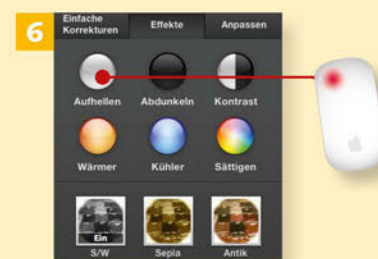 6
Einfache
Korrekturen
Effekte
Anpassen
Aufhellen
Abdunkeln
Kontrast
Wärmer
Kühler
Sättigen
Ein
S/W
Sepia
Antik